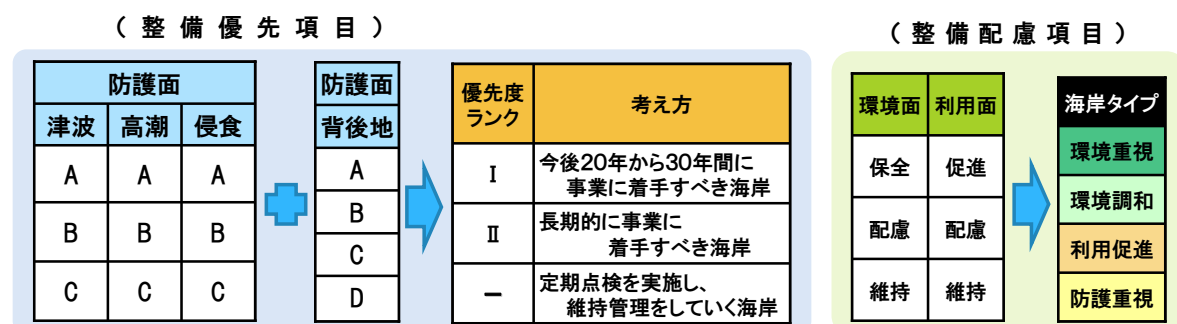 (整備優先項目)
防護面
津波 高潮 侵食
A A A
B B B
C C C
防護面
背後地
A
B
C
D
優先度
ランク
考え方
Ⅰ
今後20年から30年間に
事業に着手すべき海岸
Ⅱ
長期的に事業に
着手すべき海岸
ー
定期点検を実施し、
維持管理をしていく海岸
(整備配慮項目)
環境面 利用面
保全 促進
配慮 配慮
維持 維持
海岸タイプ
環境重視
環境調和
利用促進
防護重視